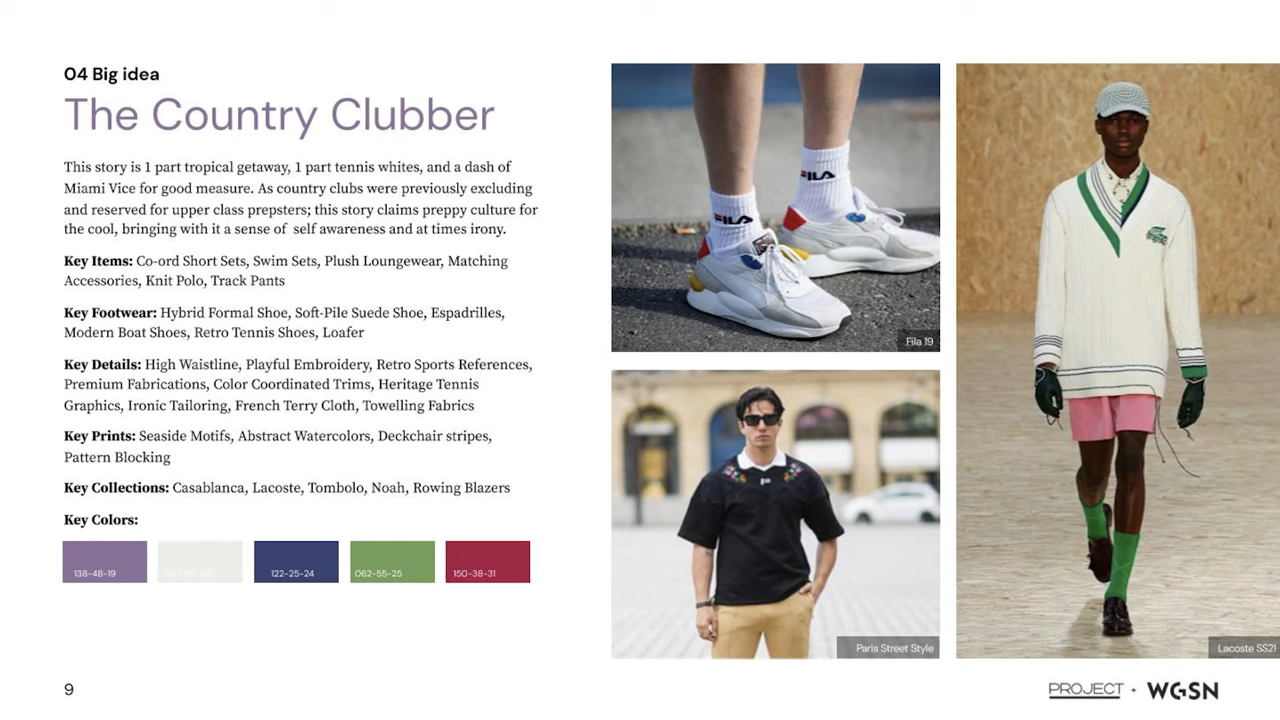 04 Big idea
The Country Clubber
This story is 1 part tropical getaway, 1 part tennis whites, and a dash of
Miami Vice for good measure. As country clubs were previously excluding
and reserved for upper class prepsters; this story claims preppy culture for
the cool, bringing with it a sense of self awareness and at times irony.
Key Items: Co-ord Short Sets, Swim Sets, Plush Loungewear, Matching
Accessories, Knit Polo, Track Pants
Key Footwear: Hybrid Formal Shoe, Soft-Pile Suede Shoe, Espadrilles,
Modern Boat Shoes, Retro Tennis Shoes, Loafer
Key Details: High Waistline, Playful Embroidery, Retro Sports References,
Premium Fabrications, Color Coordinated Trims, Heritage Tennis
Graphics, Ironic Tailoring, French Terry Cloth, Towelling Fabrics
Key Prints: Seaside Motifs, Abstract Watercolors, Deckchair stripes,
Pattern Blocking
Key Collections: Casablanca, Lacoste, Tombolo, Noah, Rowing Blazers
Key Colors:
138-48-19
122-25-24
062-55-25
150-38-31
FILA
FILA
Fila 19
Paris Street Style
Lacoste SS21
9
PROJECT + WGSN